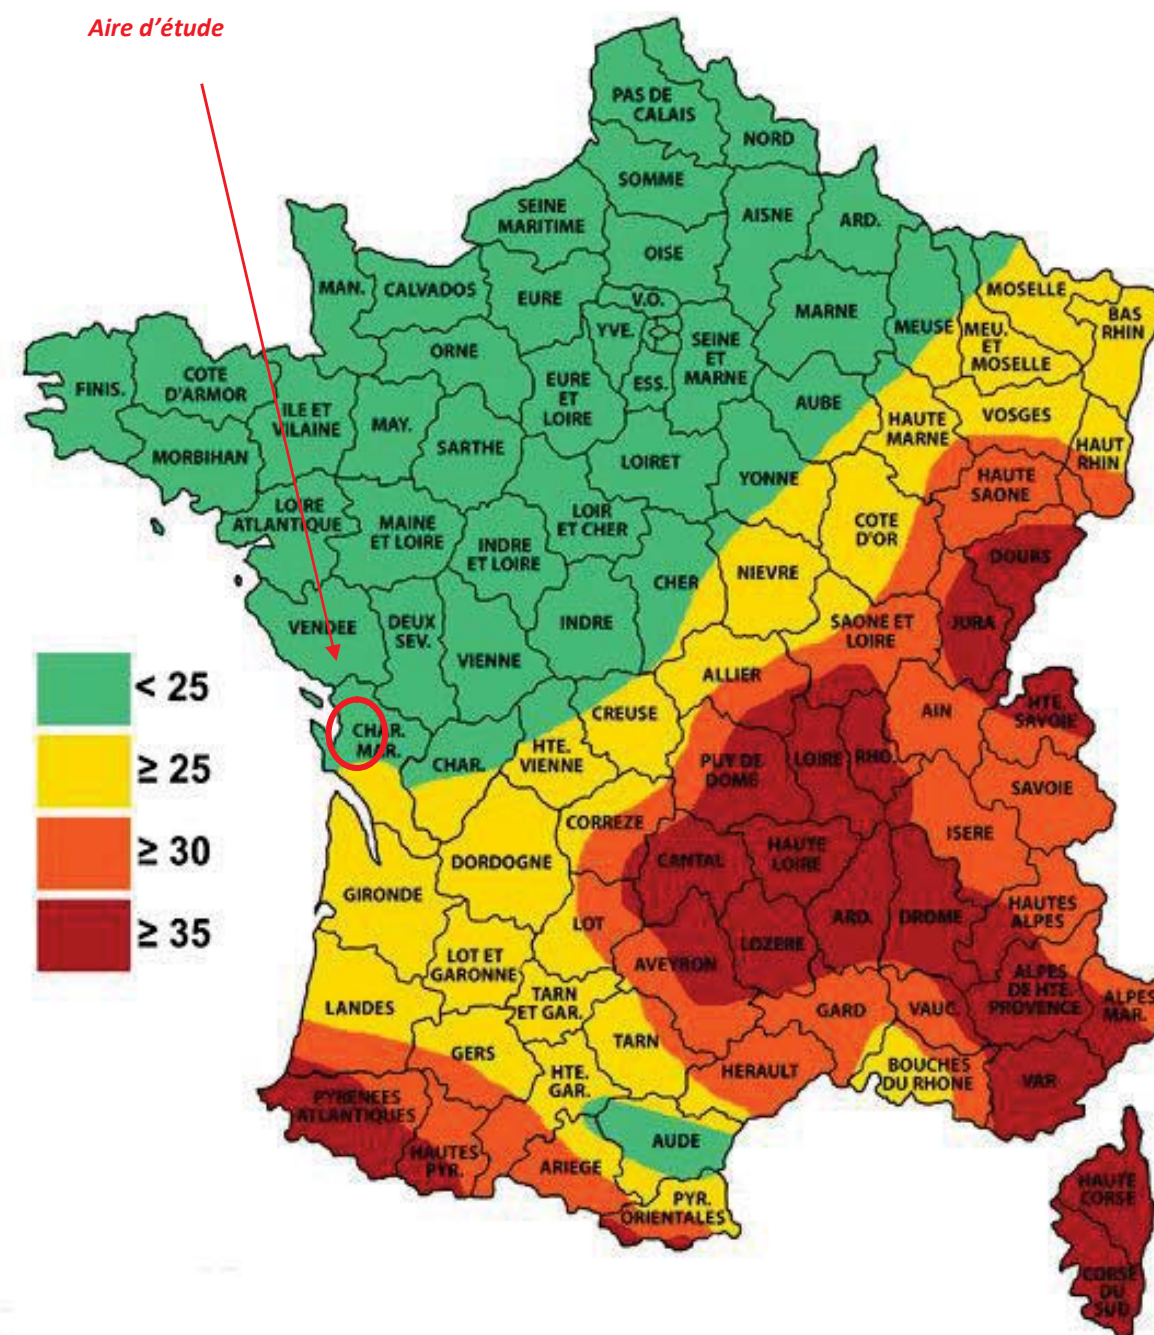 Aire d'étude
PAS DE
CALAIS
NORD
SOMME
SEINE
MARITIME
AISNE
ARD.
OISE
MAN.
CALVADOS
EURE
V.O.
MOSELLE
MARNE
BAS
RHIN
YVE.
MEUSE
MEU.
ET
MOSELLE
SEINE
ET
MARNE
ORNE
FINIS.
COTE
D'ARMOR
EURE
ET
LOIRE
ESS.
AUBE
ILE ET
VILAINE
MAY.
HAUTE
MARNE
VOSGES
SARTHE
MORBIHAN
LOIRET
YONNE
HAUT
RHIN
HAUTE
SAONE
LOIRE
ATLANTIQUE
MAINE
ET LOIRE
LOIR
ET CHER
COTE
D'OR
INDRE
ET LOIRE
DOUBS
CHER
NIEVRE
VENDEE
DEUX
SEV.
INDRE
SAONE ET
LOIRE
JURA
VIENNE
ALLIER
< 25
CREUSE
AIN
HTE.
SAVOIE
CHAR.
MAR.
CHAR.
HTE.
VIENNE
PUY DE
DOME
LOIRE
RHO.
≥ 25
SAVOIE
CORREZE
ISERE
≥ 30
DORDOGNE
CANTAL
HAUTE
LOIRE
GIRONDE
HAUTES
ALPES
LOT
ARD.
DROME
≥ 35
LOZERE
LOT ET
GARONNE
AVEYRON
ALPES
DE HTE.
PROVENCE
LANDES
TARN
ET GAR.
GARD
VAUC.
ALPES
MAR.
TARN
GERS
HERAULT
BOUCHES
DU RHONE
HTE.
GAR.
VAR
PYRENEES
ATLANTIQUES
AUDE
HAUTES
PYR.
ARIEGE
HAUTE
CORSE
PYR.
ORIENTALES
CORSE
DU
SUD